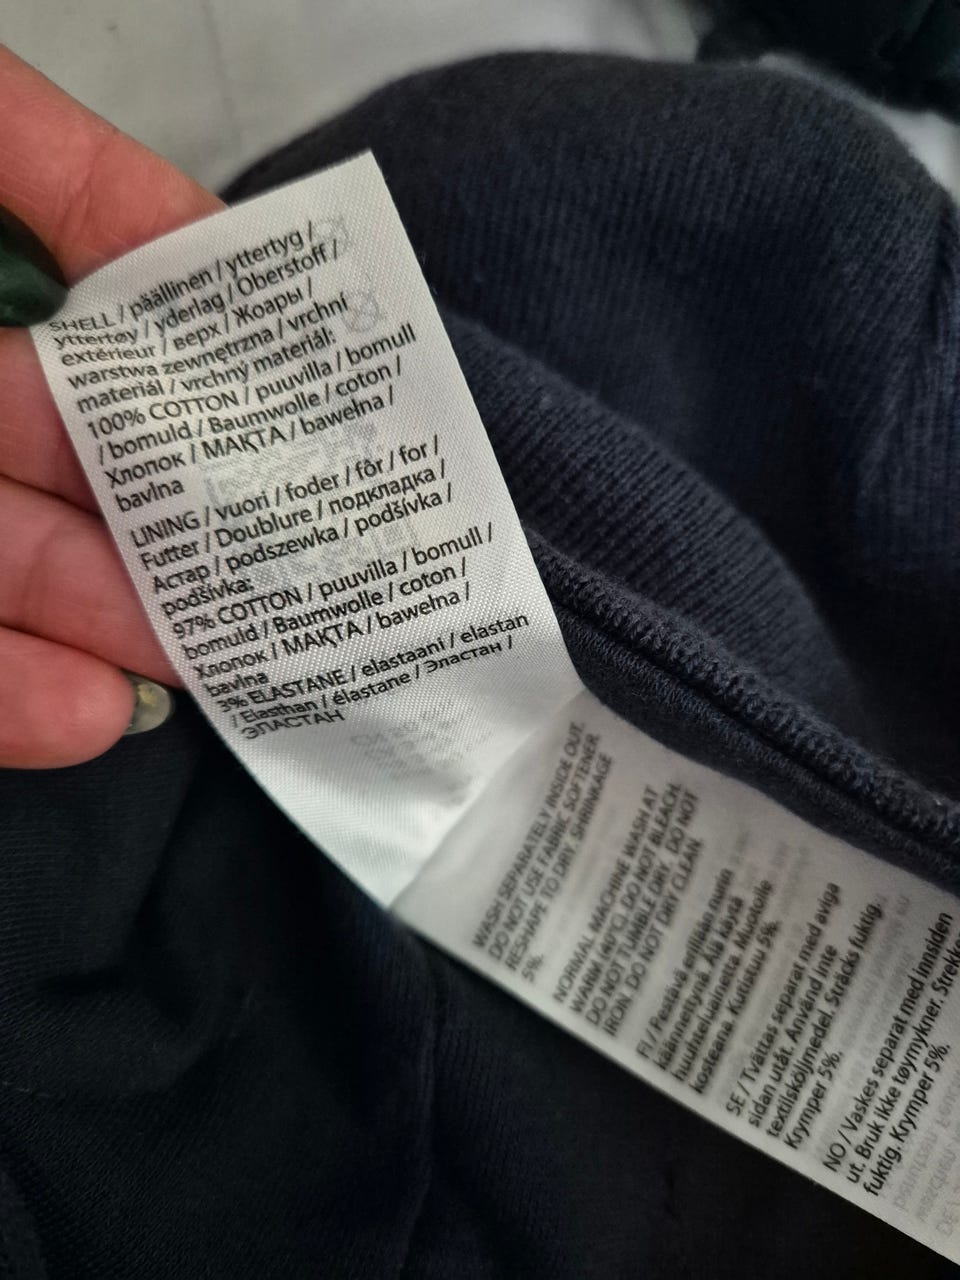 SHELL / päällinen / yttertyg /
yttertøy / yderlag / Oberstoff /
extérieur / верх / Жоары /
warstwa zewnętrzna / vrchní
materiál / vrchný materiál:
100% COTTON / puuvilla / bomull
/ bomuld / Baumwolle / coton /
Хлопок / МАҚТА / bawełna /
bavlna
LINING / vuori / foder / fôr / for /
Futter / Doublure / подкладка /
Астар / podszewka / podšívka /
podšívka:
97% COTTON / puuvilla / bomull /
bomuld / Baumwolle / coton /
Хлопок / МАҚТА / bawełna /
bavlna
3% ELASTANE / elastaani / elastan
/ Elasthan / élastane / Эластан /
ЭЛАСТАН
WASH SEPARATELY INSIDE OUT.
DO NOT USE FABRIC SOFTENER.
RESHAPE TO DRY. SHRINKAGE
5%.
NORMAL MACHINE WASH AT
WARM (40°C). DO NOT BLEACH.
DO NOT TUMBLE DRY. DO NOT
IRON. DO NOT DRY CLEAN
FI / Pestävä erillään nurin
käännettynä. Älä käytä
huuhteluainetta. Muotoile
kosteana. Kutistuu 5%.
SE / Tvättas separat med aviga
sidan utåt. Använd inte
textilsköljmedel. Sträcks fuktig.
Krymper 5%.
NO / Vaskes separat med innsiden
ut. Bruk ikke tøymykner. Strekkes
fuktig. Krymper 5%.